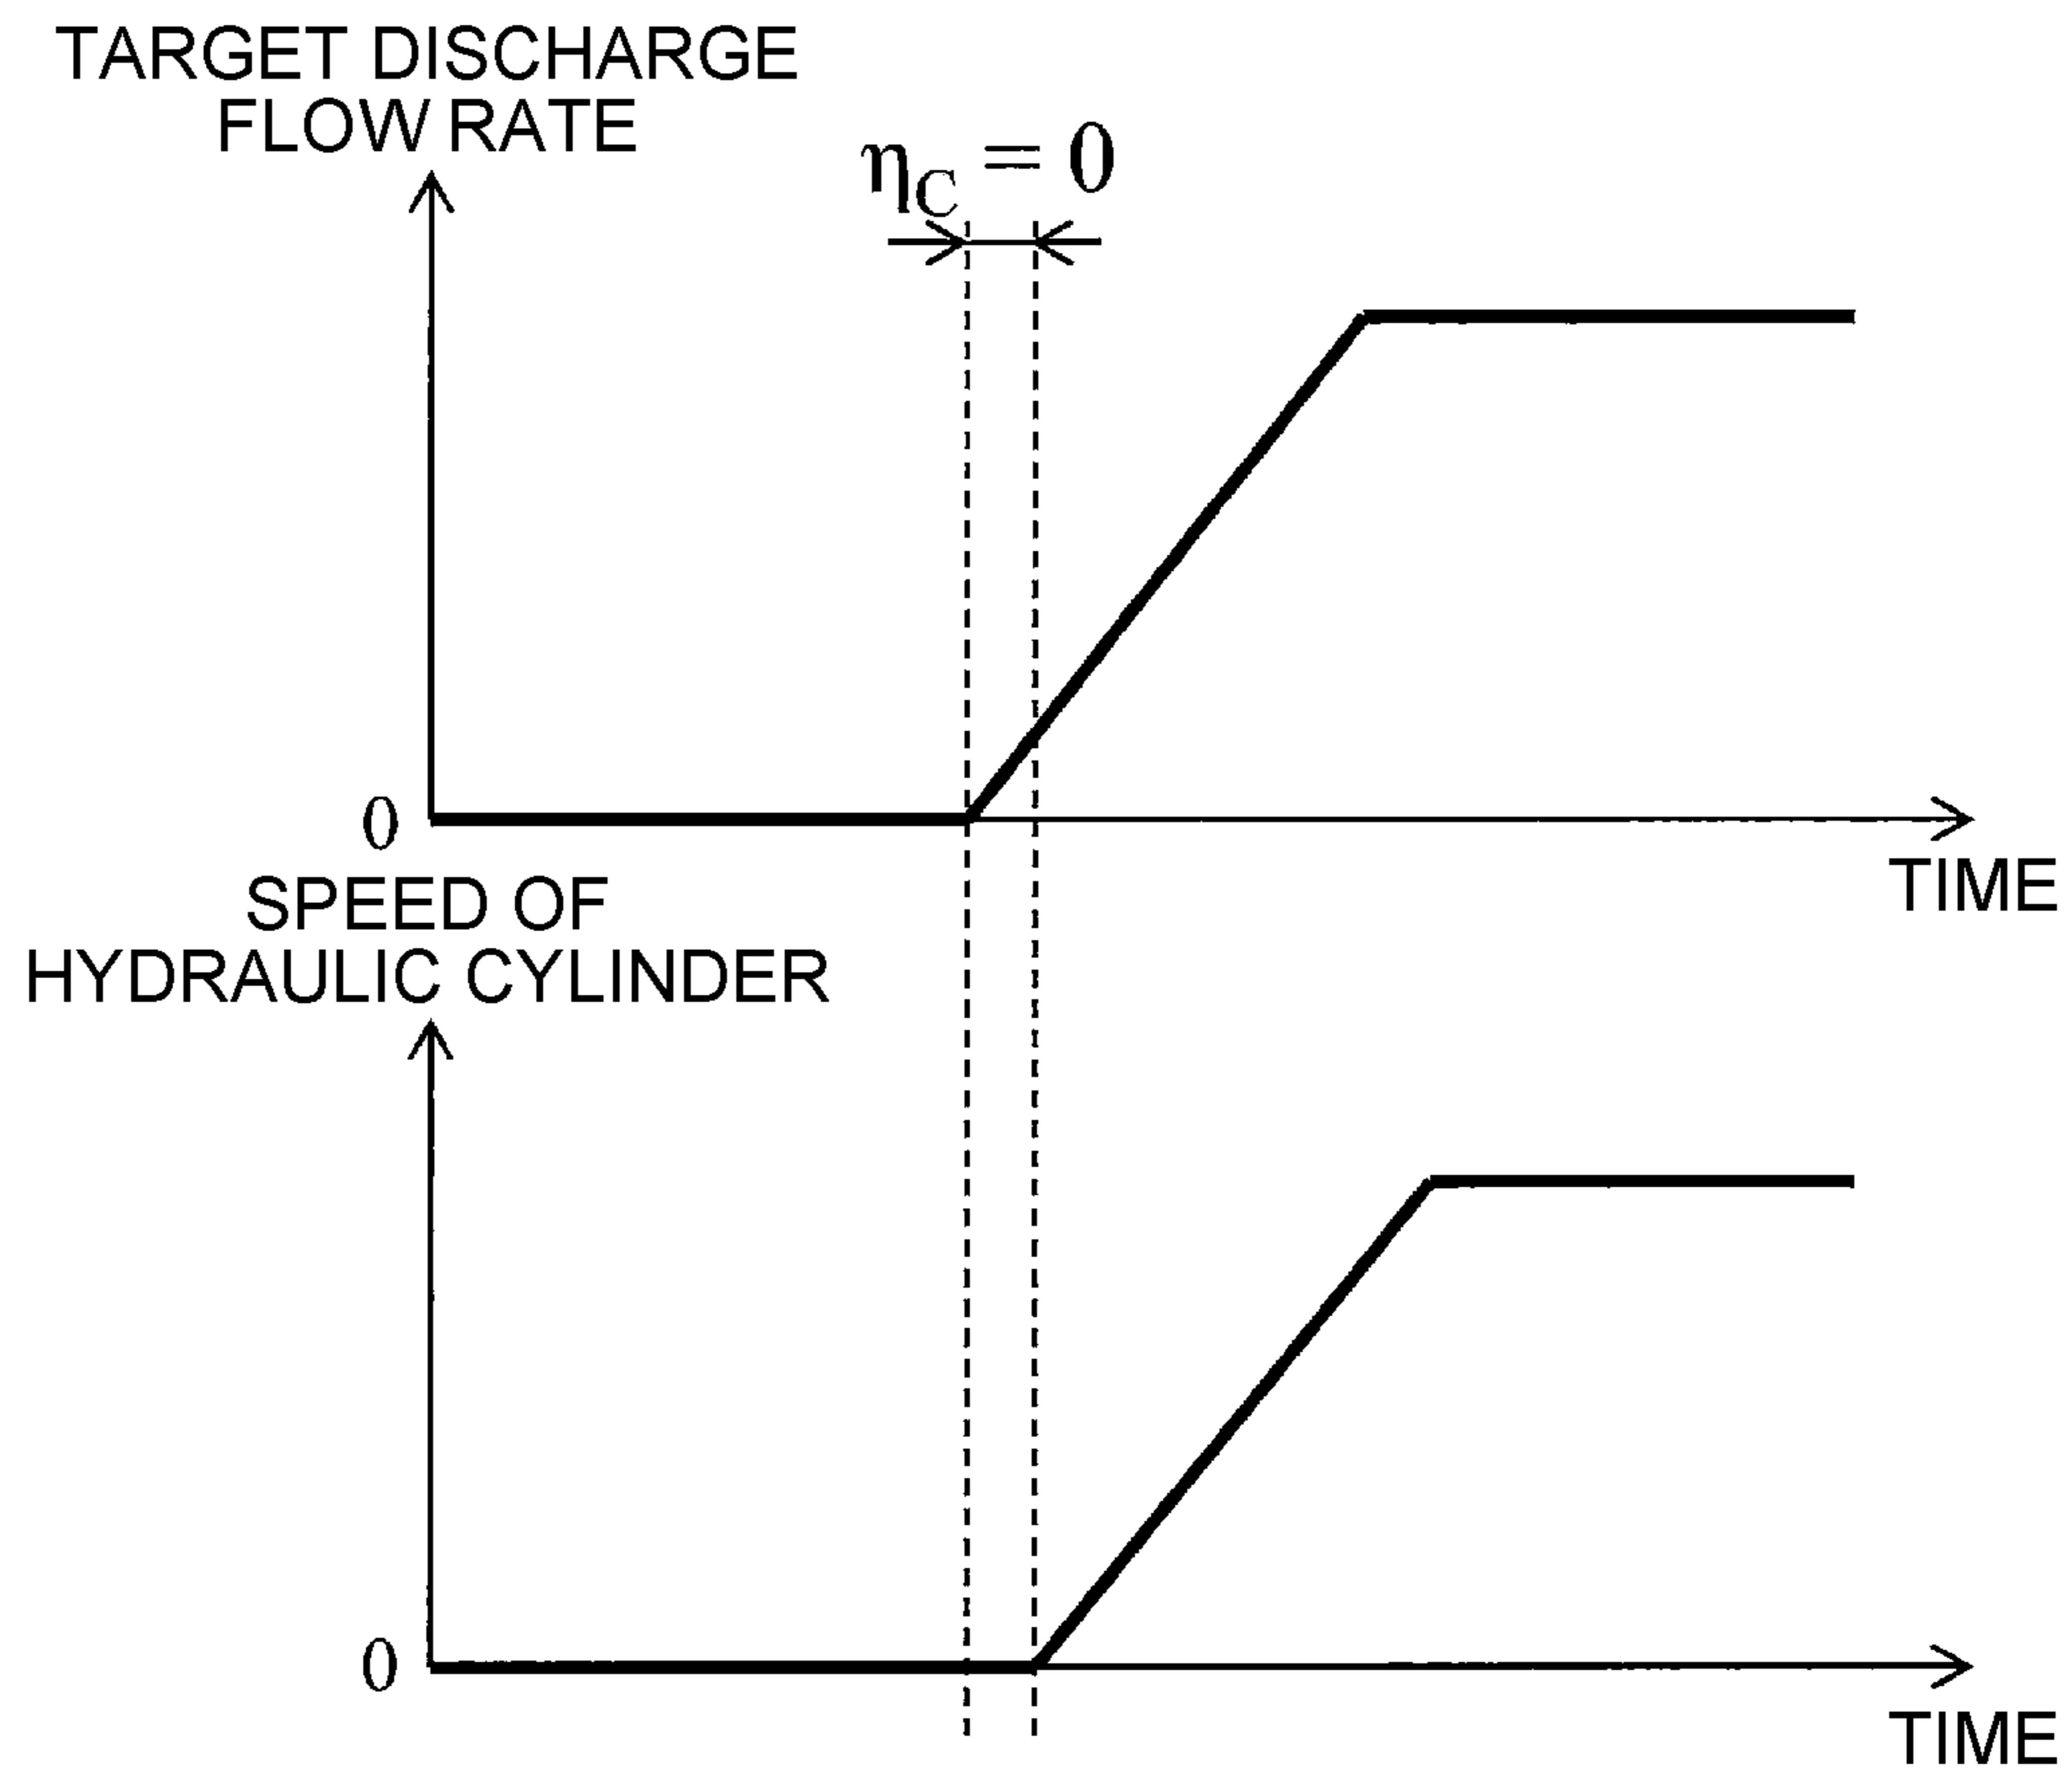 TARGET DISCHARGE
FLOW RATE
ηC = 0
0
TIME
SPEED OF
HYDRAULIC CYLINDER
0
TIME